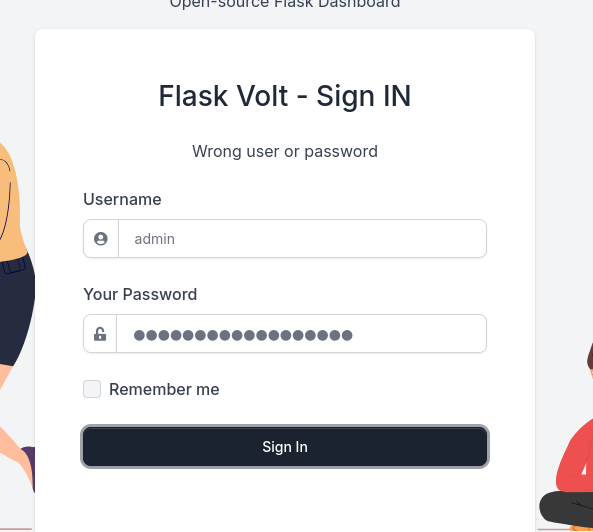 Open-source Flask Dashboard
Flask Volt - Sign IN
Wrong user or password
Username
admin
Your Password
●●●●●●●●●●●●●●●●●●
Remember me
Sign In